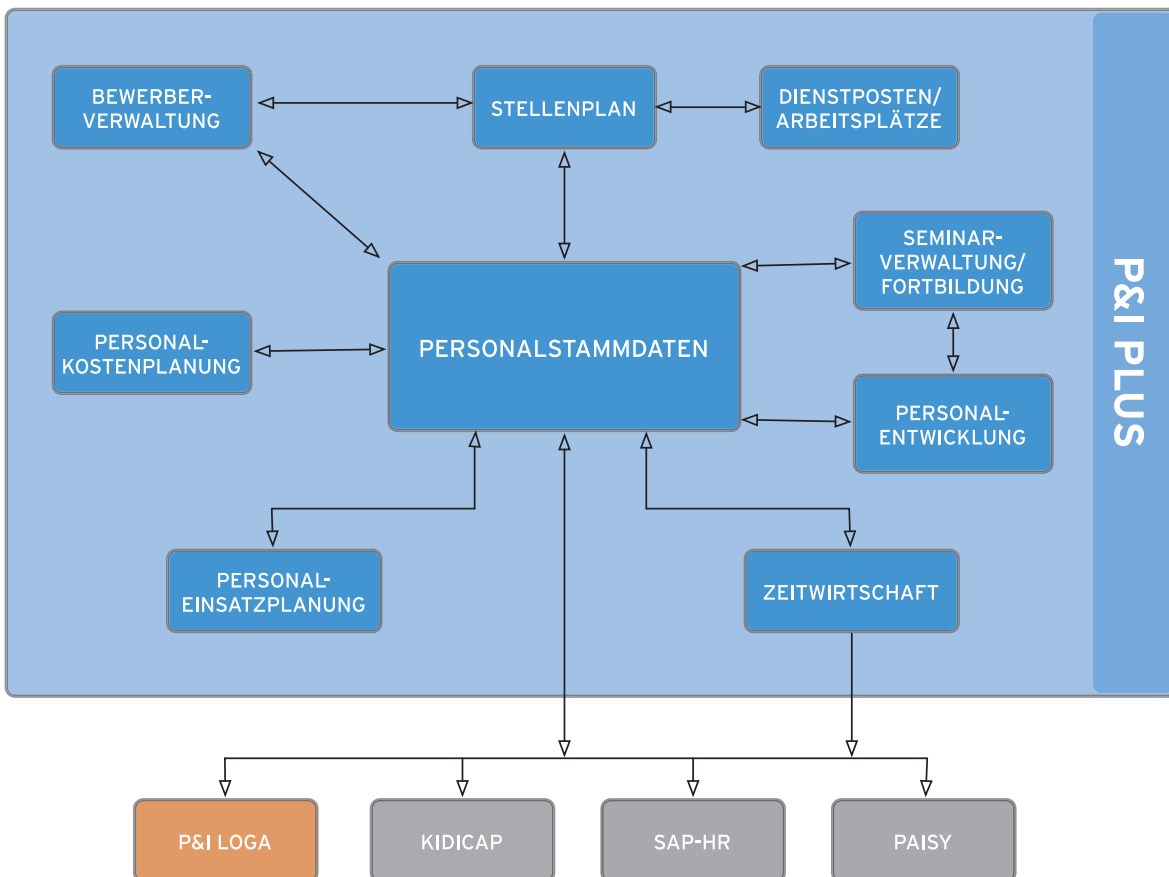 BEWERBER-
VERWALTUNG
STELLENPLAN
DIENSTPOSTEN/
ARBEITSPLÄTZE
SEMINAR-
VERWALTUNG/
FORTBILDUNG
P&I PLUS
PERSONAL-
KOSTENPLANUNG
PERSONALSTAMMDATEN
PERSONAL-
ENTWICKLUNG
PERSONAL-
EINSATZPLANUNG
ZEITWIRTSCHAFT
P&I LOGA
KIDICAP
SAP-HR
PAISY